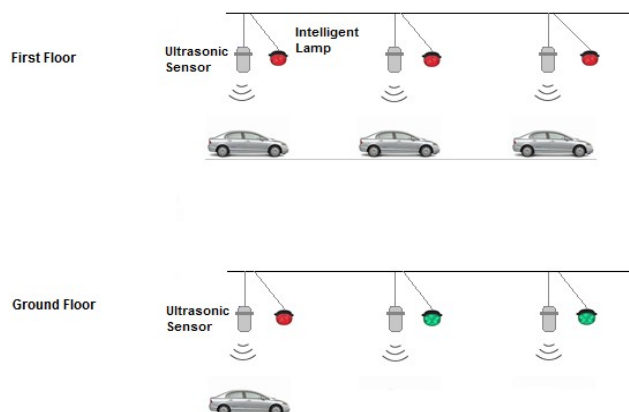 Intelligent
Lamp
First Floor
Ultrasonic
Sensor
Ground Floor
Ultrasonic
Sensor